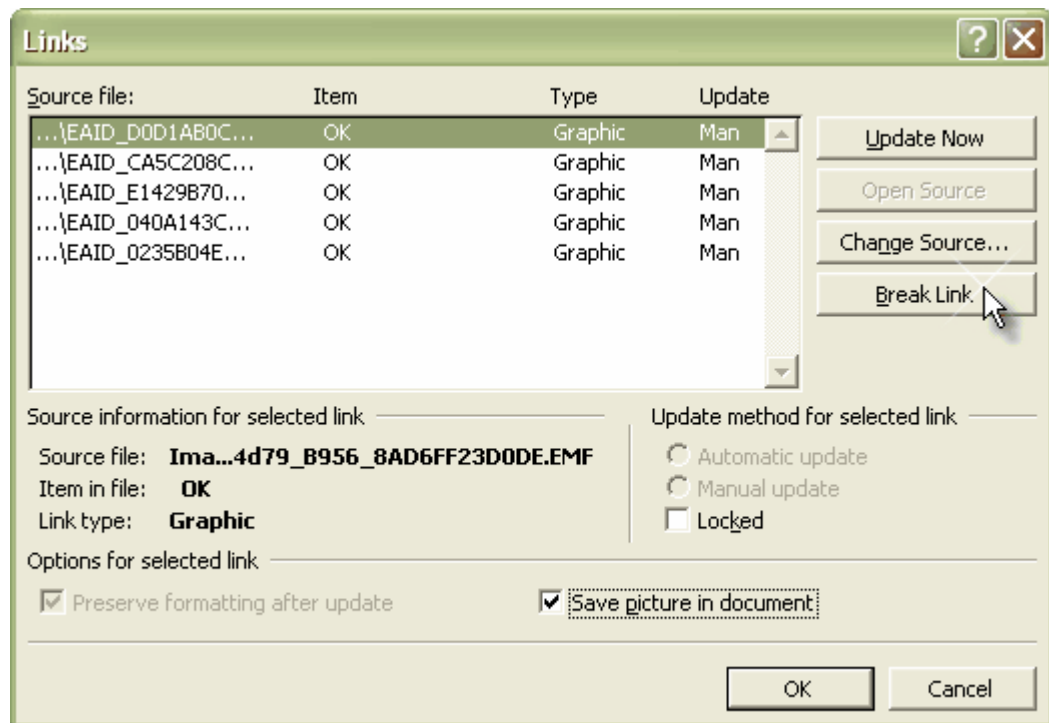 Links
Source file: Item Type Update
...\EAID_D0D1AB0C... OK Graphic Man
...\EAID_CA5C208C... OK Graphic Man
...\EAID_E1429B70... OK Graphic Man
...\EAID_040A143C... OK Graphic Man
...\EAID_0235B04E... OK Graphic Man
Update Now
Open Source
Change Source...
Break Link
Source information for selected link
Source file: Ima...4d79_B956_8AD6FF23D0DE.EMF
Item in file: OK
Link type: Graphic
Update method for selected link
Automatic update
Manual update
Locked
Options for selected link
Preserve formatting after update
Save picture in document
OK
Cancel